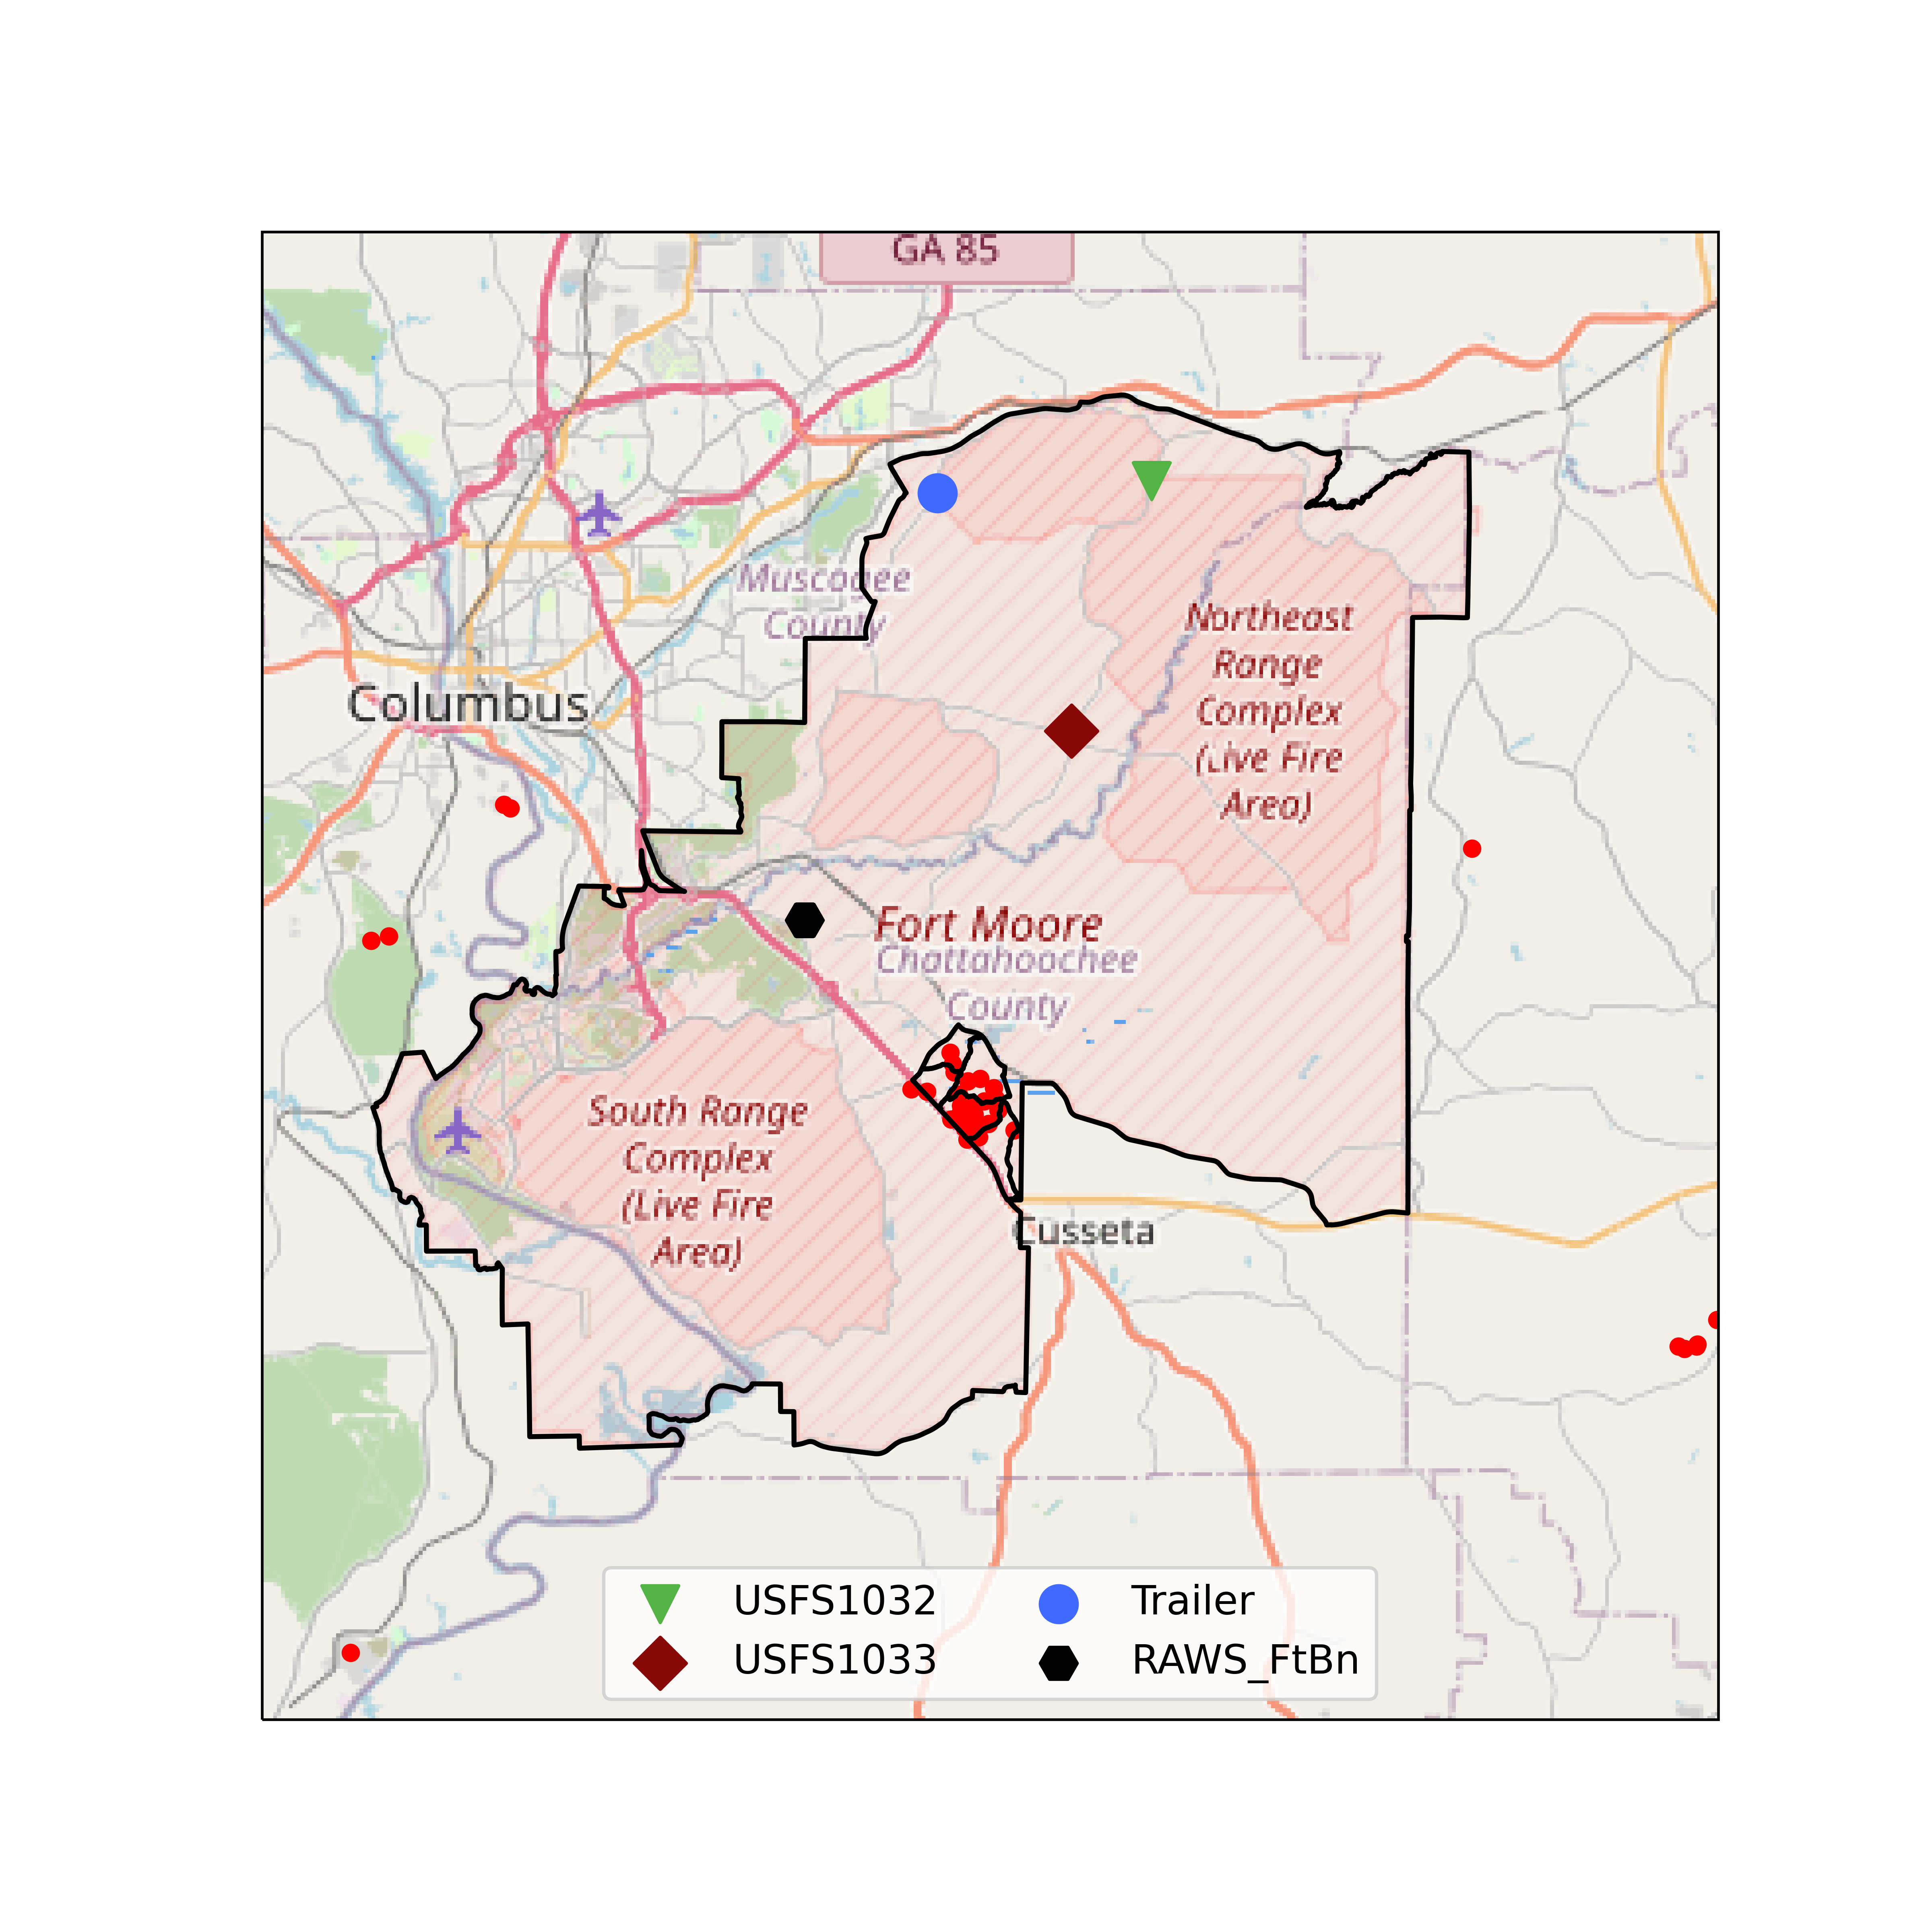 GA 85
Muscogee
County
Northeast
Range
Complex
(Live Fire
Area)
Columbus
Fort Moore
Chattahoochee
County
South Range
Complex
(Live Fire
Area)
Cusseta
USFS1032
Trailer
USFS1033
RAWS_FtBn